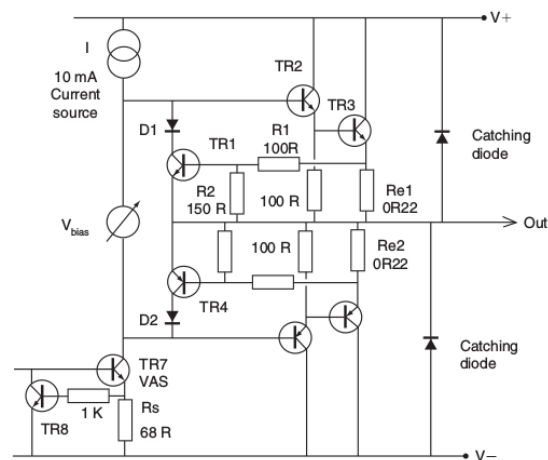 V+
I
10 mA
Current
source
TR2
TR3
D1
TR1
R1
100R
Catching
diode
R2
150 R
100 R
Re1
0R22
Out
V bias
100 R
Re2
0R22
TR4
D2
Catching
diode
TR7
VAS
1 K
Rs
68 R
TR8
V−